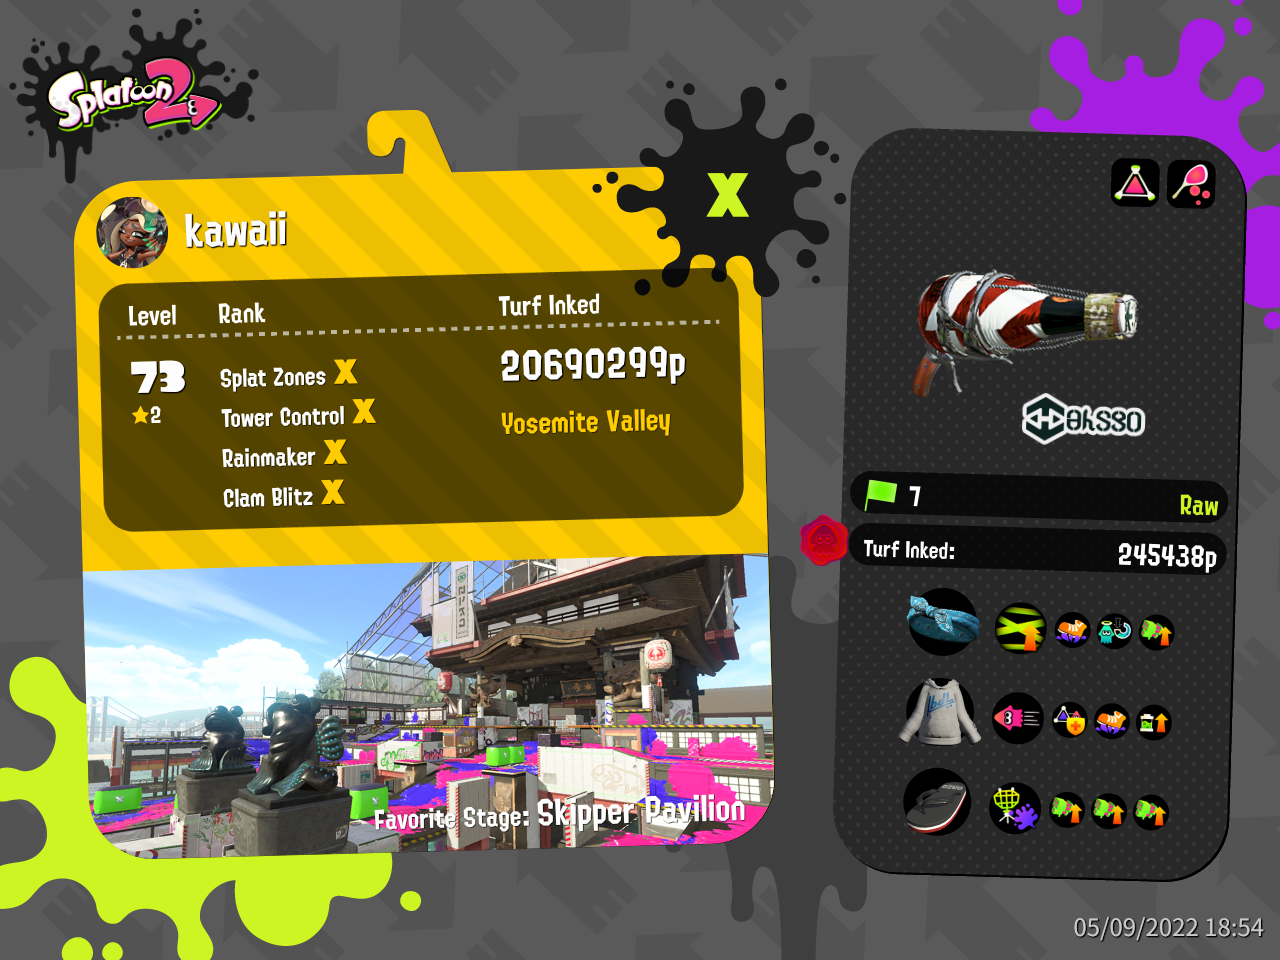 Splatoon 2
X
kawaii
Level Rank Turf Inked
73
★2
Splat Zones X
Tower Control X
Rainmaker X
Clam Blitz X
20690299p
Yosemite Valley
Favorite Stage: Skipper Pavilion
7 Raw
Turf Inked: 245438p
3
05/09/2022 18:54